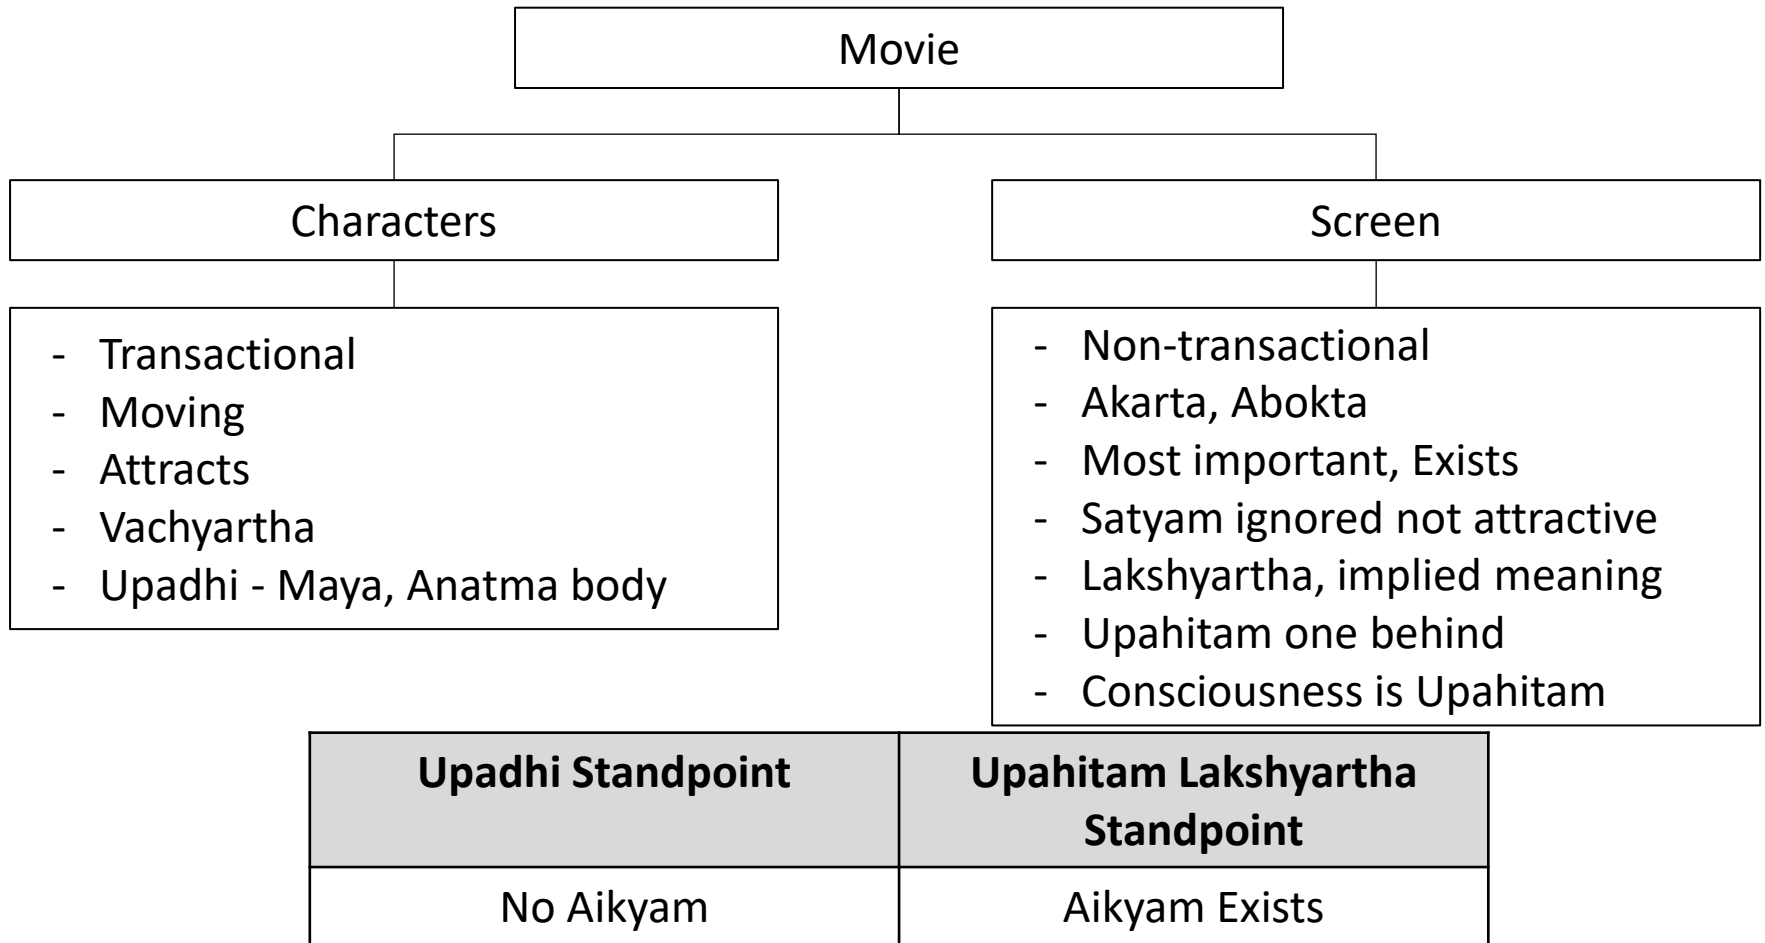 Movie
Characters
- Transactional
- Moving
- Attracts
- Vachyartha
- Upadhi - Maya, Anatma body
Screen
- Non-transactional
- Akarta, Abokta
- Most important, Exists
- Satyam ignored not attractive
- Lakshyartha, implied meaning
- Upahitam one behind
- Consciousness is Upahitam
Upadhi Standpoint
Upahitam Lakshyartha
Standpoint
No Aikyam
Aikyam Exists